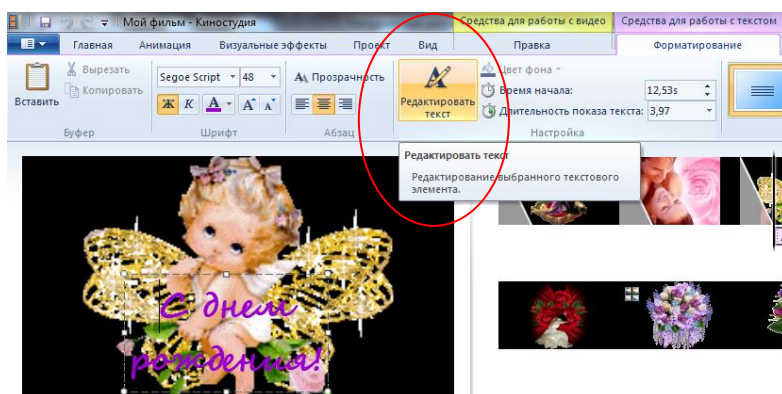 Мой фильм - Киностудия
Средства для работы с видео
Средства для работы с текстом
Главная
Анимация
Визуальные эффекты
Проект
Вид
Правка
Форматирование
Вставить
Вырезать
Копировать
Буфер
Segoe Script
48
Ж К А А А
Шрифт
Прозрачность
Абзац
Редактировать
текст
Цвет фона
Время начала:
12,53s
Длительность показа текста:
3,97
Настройка
Редактировать текст
Редактирование выбранного текстового
элемента.
С днем
рождения!